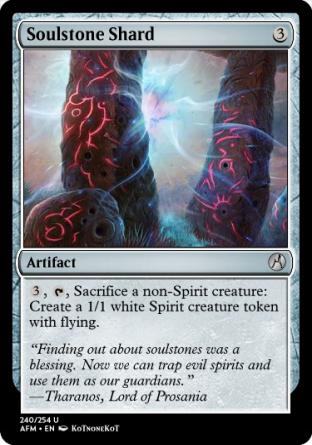 Soulstone Shard 3
Artifact
3, T, Sacrifice a non-Spirit creature:
Create a 1/1 white Spirit creature token
with flying.
“Finding out about soulstones was a
blessing. Now we can trap evil spirits and
use them as our guardians.”
—Tharanos, Lord of Prosania
240/254 U
AFM • EN KoTnoneKoT